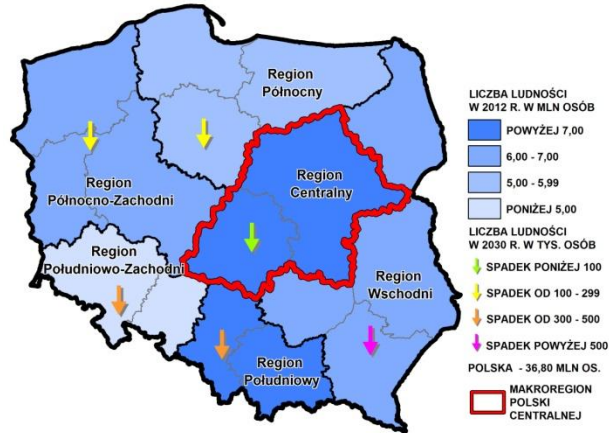 Region
Północny
Region
Północno-Zachodni
Region
Centralny
Region
Południowo-Zachodni
Region
Wschodni
Region
Południowy
LICZBA LUDNOŚCI
W 2012 R. W MLN OSÓB
POWYŻEJ 7,00
6,00 - 7,00
5,00 - 5,99
PONIŻEJ 5,00
LICZBA LUDNOŚCI
W 2030 R. W TYS. OSÓB
SPADEK PONIŻEJ 100
SPADEK OD 100 - 299
SPADEK OD 300 - 500
SPADEK POWYŻEJ 500
POLSKA - 36,80 MLN OS.
MAKROREGION
POLSKI
CENTRALNEJ